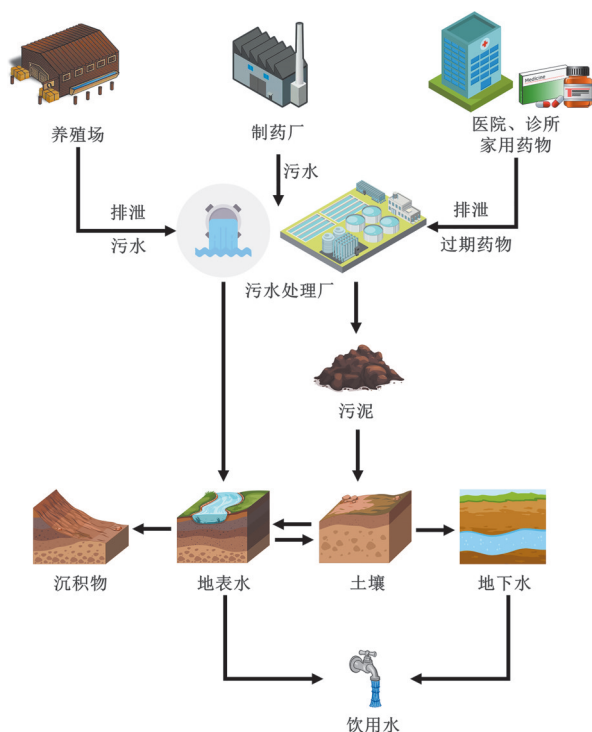 Medicine
养殖场
制药厂
医院、诊所
家用药物
污水
排泄
污水
排泄
过期药物
污水处理厂
污泥
沉积物
地表水
土壤
地下水
饮用水